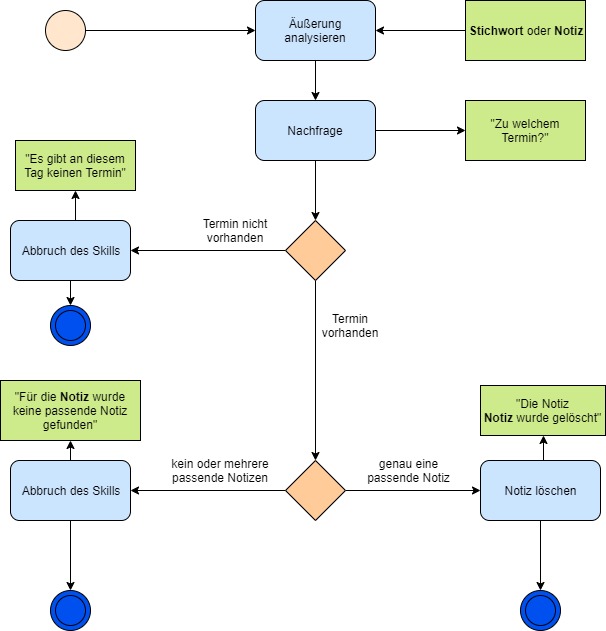 Äußerung
analysieren
Stichwort oder Notiz
Nachfrage
"Zu welchem
Termin?"
"Es gibt an diesem
Tag keinen Termin"
Termin nicht
vorhanden
Abbruch des Skills
Termin
vorhanden
"Für die Notiz wurde
keine passende Notiz
gefunden"
"Die Notiz
Notiz wurde gelöscht"
kein oder mehrere
passende Notizen
genau eine
passende Notiz
Abbruch des Skills
Notiz löschen